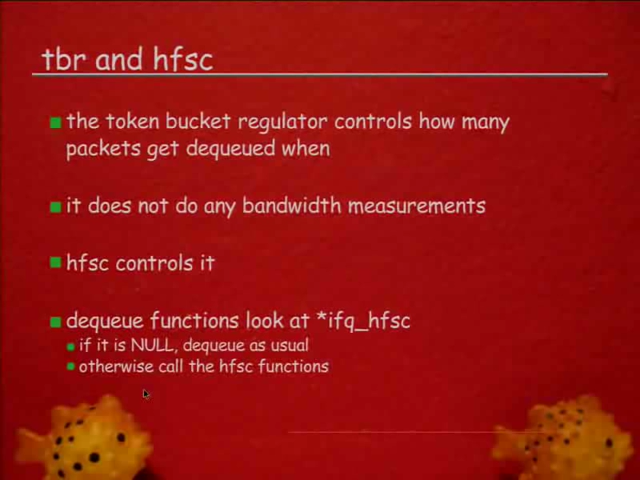 tbr and hfsc
the token bucket regulator controls how many
packets get dequeued when
it does not do any bandwidth measurements
hfsc controls it
dequeue functions look at *ifq_hfsc
if it is NULL, dequeue as usual
otherwise call the hfsc functions